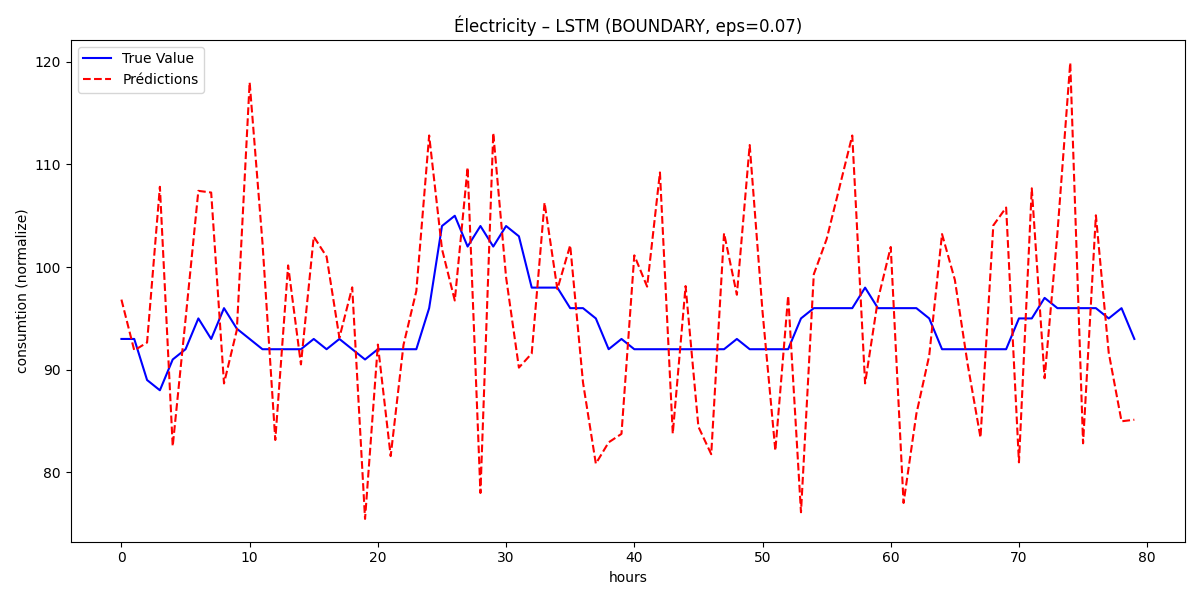 Électricity – LSTM (BOUNDARY, eps=0.07)
True Value
Prédictions
consumtion (normalize)
120
110
100
90
80
0 10 20 30 40 50 60 70 80
hours